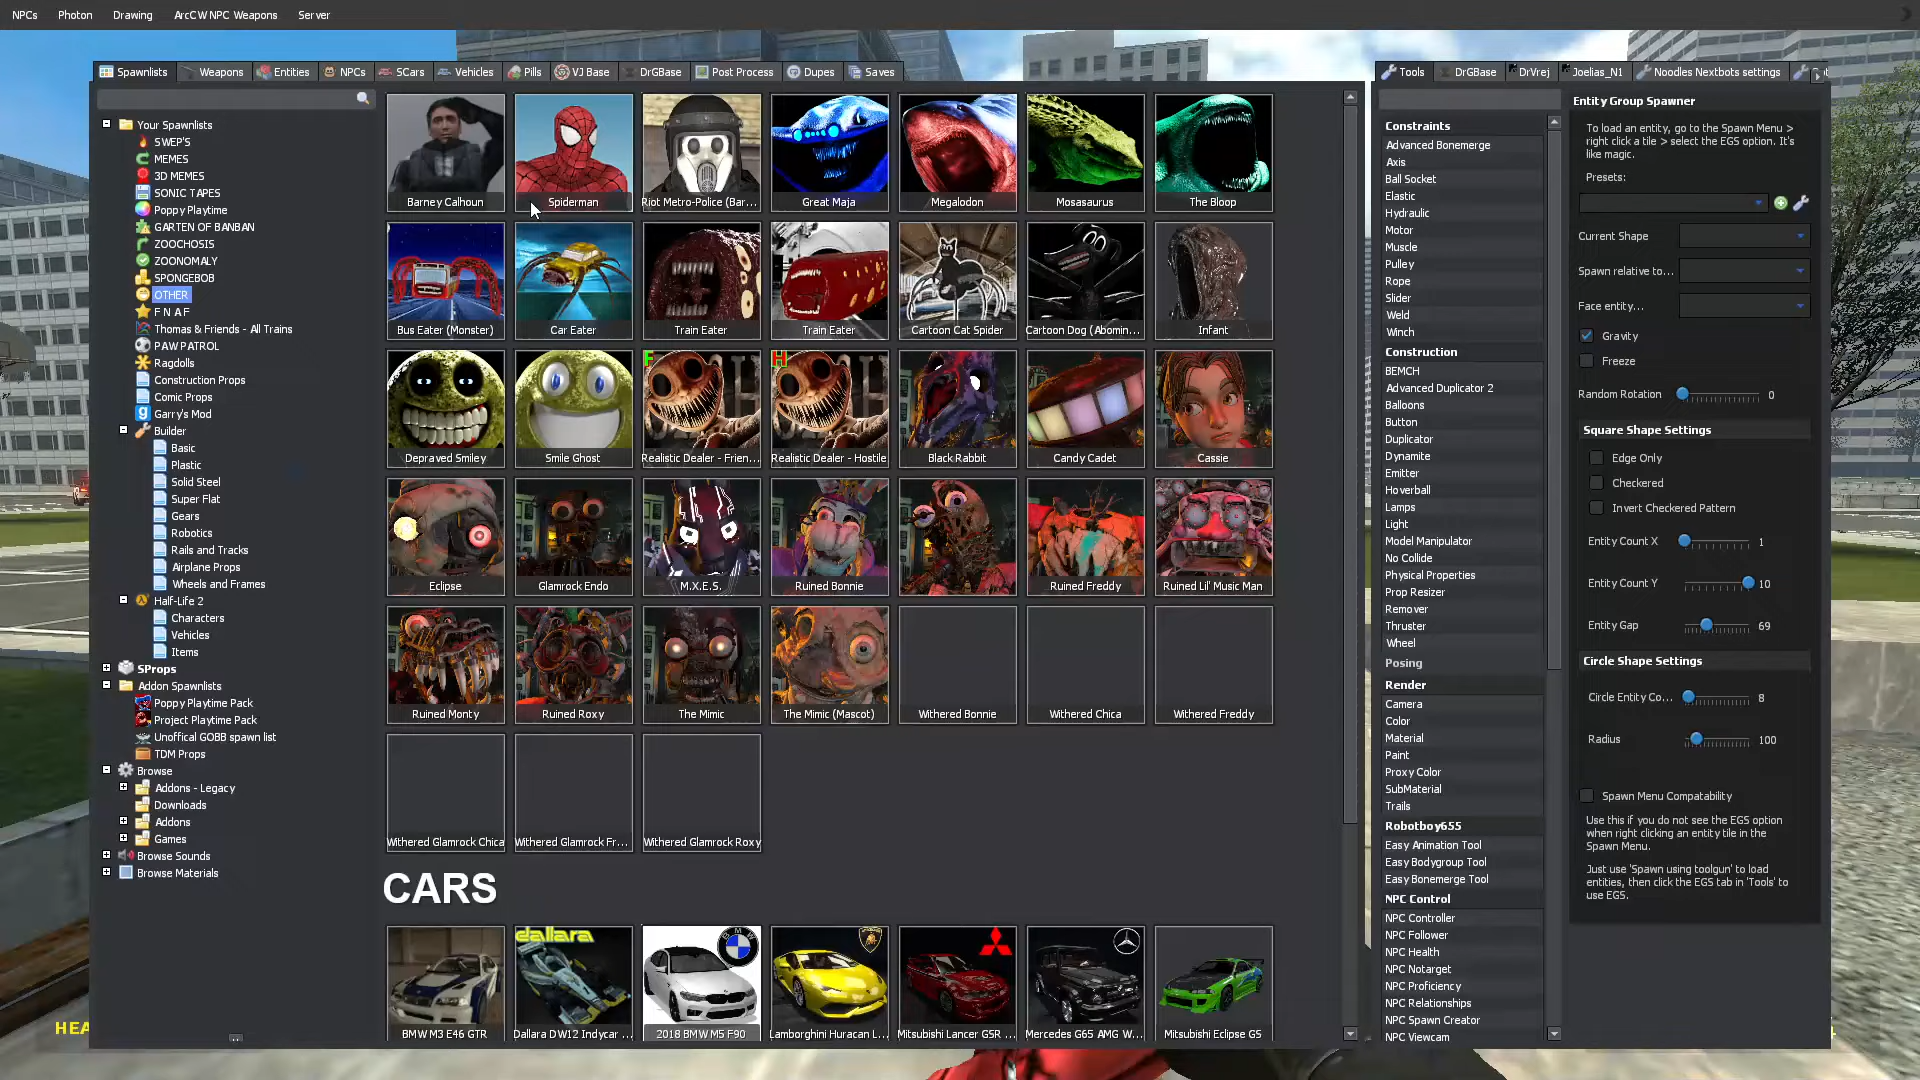 NPCs Photon Drawing ArcCW NPC Weapons Server
Spawnlists Weapons Entities NPCs SCars Vehicles Pills VJ Base DrGBase Post Process Dupes Saves
Your Spawnlists
SWEP'S
MEMES
3D MEMES
SONIC TAPES
Poppy Playtime
GARTEN OF BANBAN
ZOOCHOSIS
ZOONOMALY
SPONGEBOB
OTHER
F N A F
Thomas & Friends - All Trains
PAW PATROL
Ragdolls
Construction Props
Comic Props
Garry's Mod
Builder
Basic
Plastic
Solid Steel
Super Flat
Gears
Robotics
Rails and Tracks
Airplane Props
Wheels and Frames
Half-Life 2
Characters
Vehicles
Items
SProps
Addon Spawnlists
Poppy Playtime Pack
Project Playtime Pack
Unoffical GOBB spawn list
TDM Props
Browse
Addons - Legacy
Downloads
Addons
Games
Browse Sounds
Browse Materials
HEA
Barney Calhoun Spiderman Riot Metro-Police (Bar... Great Maja Megalodon Mosasaurus The Bloop
Bus Eater (Monster) Car Eater Train Eater Train Eater Cartoon Cat Spider Cartoon Dog (Abomin... Infant
F H
Depraved Smiley Smile Ghost Realistic Dealer - Frien... Realistic Dealer - Hostile Black Rabbit Candy Cadet Cassie
Eclipse Glamrock Endo M.X.E.S. Ruined Bonnie Ruined Freddy Ruined Lil' Music Man
Ruined Monty Ruined Roxy The Mimic The Mimic (Mascot) Withered Bonnie Withered Chica Withered Freddy
Withered Glamrock Chica Withered Glamrock Fr... Withered Glamrock Roxy
CARS
dallara BMW
BMW M3 E46 GTR Dallara DW12 Indycar ... 2018 BMW M5 F90 Lamborghini Huracan L... Mitsubishi Lancer GSR ... Mercedes G65 AMG W... Mitsubishi Eclipse GS
Tools DrGBase DrVrej Joelias_N1 Noodles Nextbots settings
Constraints
Advanced Bonemerge
Axis
Ball Socket
Elastic
Hydraulic
Motor
Muscle
Pulley
Rope
Slider
Weld
Winch
Construction
BEMCH
Advanced Duplicator 2
Balloons
Button
Duplicator
Dynamite
Emitter
Hoverball
Lamps
Light
Model Manipulator
No Collide
Physical Properties
Prop Resizer
Remover
Thruster
Wheel
Posing
Render
Camera
Color
Material
Paint
Proxy Color
SubMaterial
Trails
Robotboy655
Easy Animation Tool
Easy Bodygroup Tool
Easy Bonemerge Tool
NPC Control
NPC Controller
NPC Follower
NPC Health
NPC Notarget
NPC Proficiency
NPC Relationships
NPC Spawn Creator
NPC Viewcam
Entity Group Spawner
To load an entity, go to the Spawn Menu >
right click a tile > select the EGS option. It's
like magic.
Presets:
Current Shape
Spawn relative to...
Face entity...
Gravity
Freeze
Random Rotation 0
Square Shape Settings
Edge Only
Checkered
Invert Checkered Pattern
Entity Count X 1
Entity Count Y 10
Entity Gap 69
Circle Shape Settings
Circle Entity Co... 8
Radius 100
Spawn Menu Compatability
Use this if you do not see the EGS option
when right clicking an entity tile in the
Spawn Menu.
Just use 'Spawn using toolgun' to load
entities, then click the EGS tab in 'Tools' to
use EGS.